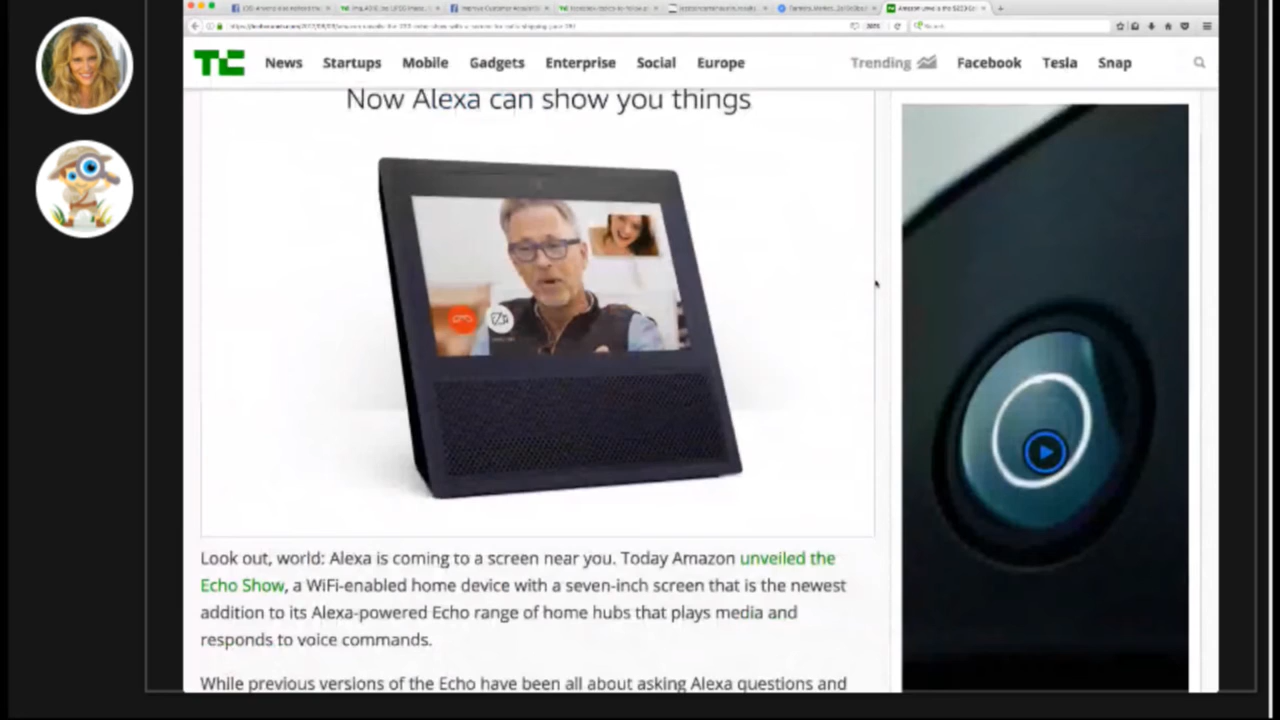 TC News Startups Mobile Gadgets Enterprise Social Europe Trending Facebook Tesla Snap
Now Alexa can show you things
Look out, world: Alexa is coming to a screen near you. Today Amazon unveiled the
Echo Show, a WiFi-enabled home device with a seven-inch screen that is the newest
addition to its Alexa-powered Echo range of home hubs that plays media and
responds to voice commands.
While previous versions of the Echo have been all about asking Alexa questions and